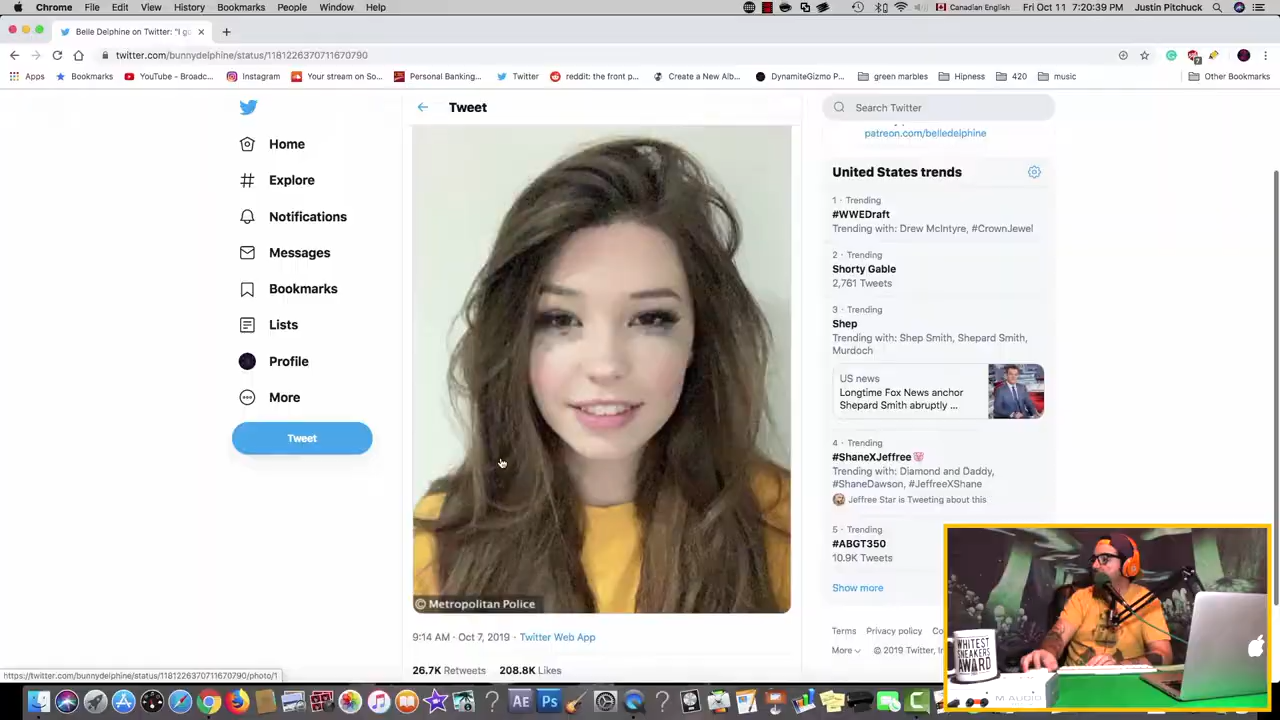 Chrome File Edit View History Bookmarks People Window Help
Canadian English Fri Oct 11 7:20:39 PM Justin Pitchuck
Belle Delphine on Twitter: "I go
twitter.com/bunnydelphine/status/1181226370711670790
Apps Bookmarks YouTube - Broadc... Instagram Your stream on So... Personal Banking... Twitter reddit: the front p... Create a New Alb... DynamiteGizmo P... green marbles Hipness 420 music Other Bookmarks
Tweet
Search Twitter
Home
Explore
Notifications
Messages
Bookmarks
Lists
Profile
More
Tweet
© Metropolitan Police
9:14 AM · Oct 7, 2019 · Twitter Web App
26.7K Retweets 208.8K Likes
patreon.com/belledelphine
United States trends
1 · Trending
#WWEDraft
Trending with: Drew McIntyre, #CrownJewel
2 · Trending
Shorty Gable
2,761 Tweets
3 · Trending
Shep
Trending with: Shep Smith, Shepard Smith,
Murdoch
US news
Longtime Fox News anchor
Shepard Smith abruptly ...
4 · Trending
#ShaneXJeffree
Trending with: Diamond and Daddy,
#ShaneDawson, #JeffreeXShane
Jeffree Star is Tweeting about this
5 · Trending
#ABGT350
10.9K Tweets
Show more
Terms Privacy policy
More © 2019 Twitter,
WHITEST
SNEAKERS
AWARD
M-AUDIO
https://twitter.com/bunnydelphine/status/1181226370711670790/photo/1